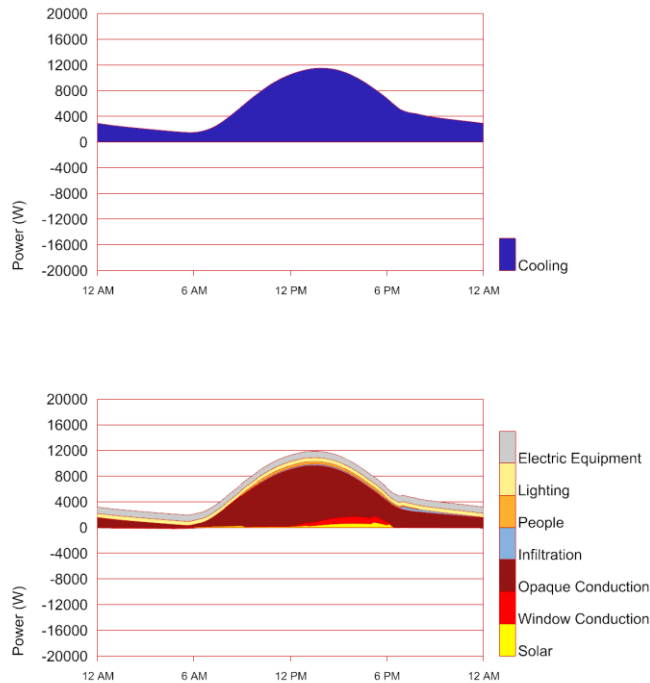 20000
16000
12000
8000
4000
0
-4000
-8000
-12000
-16000
-20000
Power (W)
12 AM 6 AM 12 PM 6 PM 12 AM
Cooling
20000
16000
12000
8000
4000
0
-4000
-8000
-12000
-16000
-20000
Power (W)
12 AM 6 AM 12 PM 6 PM 12 AM
Electric Equipment
Lighting
People
Infiltration
Opaque Conduction
Window Conduction
Solar